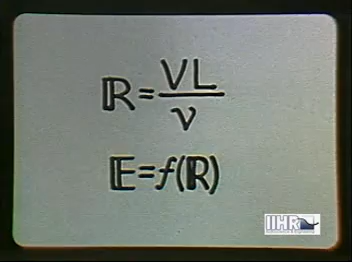 ℝ = VL/ν
𝔼 = f(ℝ)
IIHR